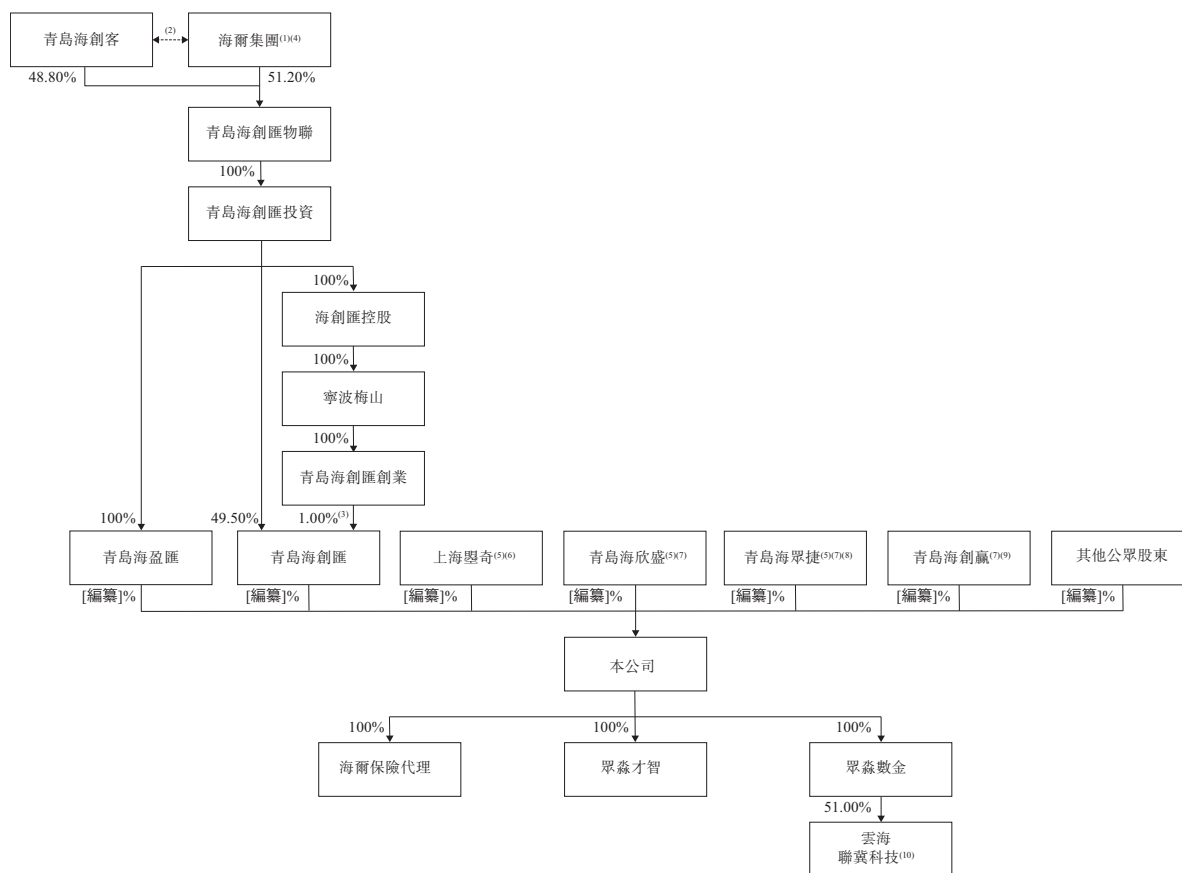 青島海創客
(2)
海爾集團(1)(4)
48.80%
51.20%
青島海創匯物聯
100%
青島海創匯投資
100%
海創匯控股
100%
寧波梅山
100%
青島海創匯創業
100%
49.50%
1.00%(3)
青島海盈匯
青島海創匯
上海曌奇(5)(6)
青島海欣盛(5)(7)
青島海眾捷(5)(7)(8)
青島海創贏(7)(9)
其他公眾股東
[編纂]%
[編纂]%
[編纂]%
[編纂]%
[編纂]%
[編纂]%
[編纂]%
本公司
100%
100%
100%
海爾保險代理
眾淼才智
眾淼數金
51.00%
雲海
聯冀科技(10)